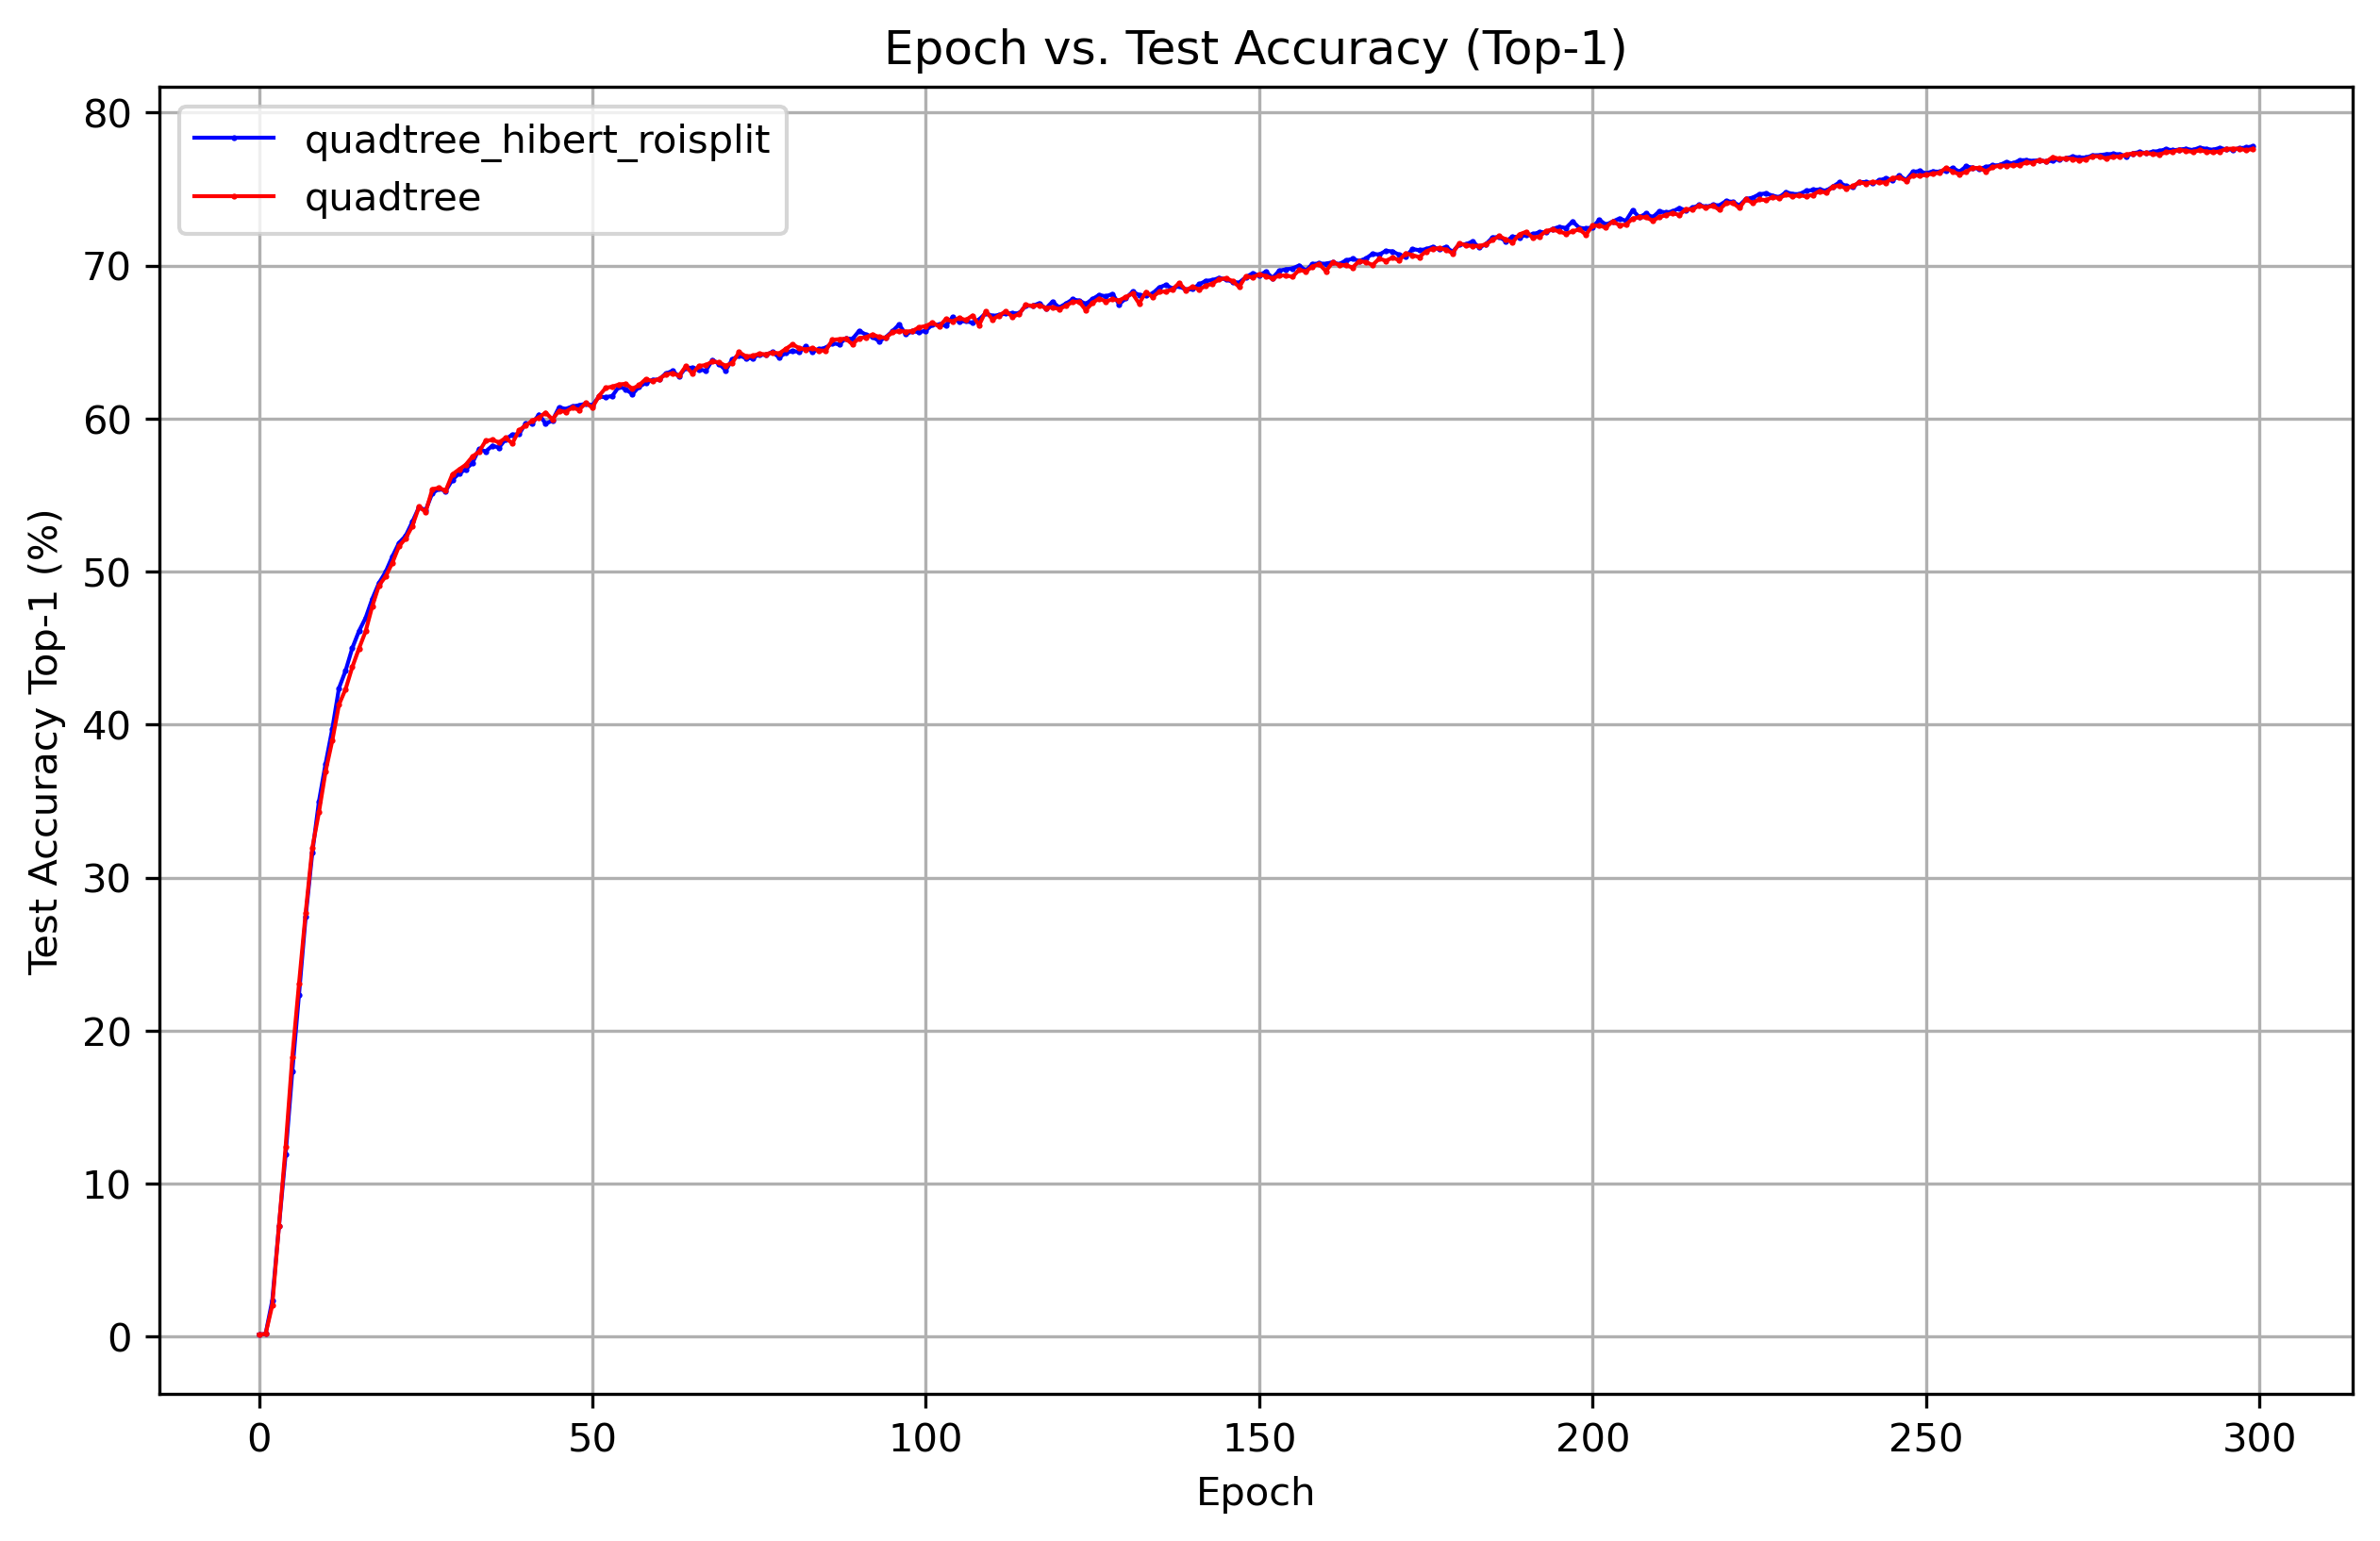 Epoch vs. Test Accuracy (Top-1)
quadtree_hibert_roisplit
quadtree
Test Accuracy Top-1 (%)
80
70
60
50
40
30
20
10
0
0 50 100 150 200 250 300
Epoch